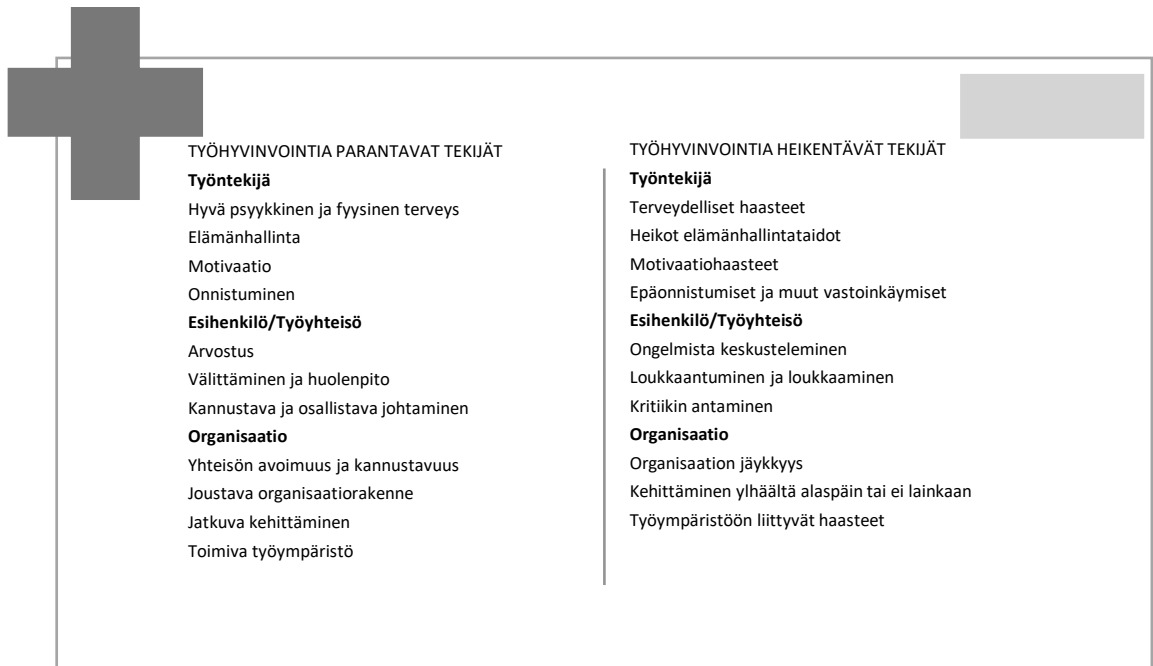 TYÖHYVINVOINTIA PARANTAVAT TEKIJÄT
Työntekijä
Hyvä psyykkinen ja fyysinen terveys
Elämänhallinta
Motivaatio
Onnistuminen
Esihenkilö/Työyhteisö
Arvostus
Välittäminen ja huolenpito
Kannustava ja osallistava johtaminen
Organisaatio
Yhteisön avoimuus ja kannustavuus
Joustava organisaatiorakenne
Jatkuva kehittäminen
Toimiva työympäristö
TYÖHYVINVOINTIA HEIKENTÄVÄT TEKIJÄT
Työntekijä
Terveydelliset haasteet
Heikot elämänhallintataidot
Motivaatiohaasteet
Epäonnistumiset ja muut vastoinkäymiset
Esihenkilö/Työyhteisö
Ongelmista keskusteleminen
Loukkaantuminen ja loukkaaminen
Kritiikin antaminen
Organisaatio
Organisaation jäykkyys
Kehittäminen ylhäältä alaspäin tai ei lainkaan
Työympäristöön liittyvät haasteet